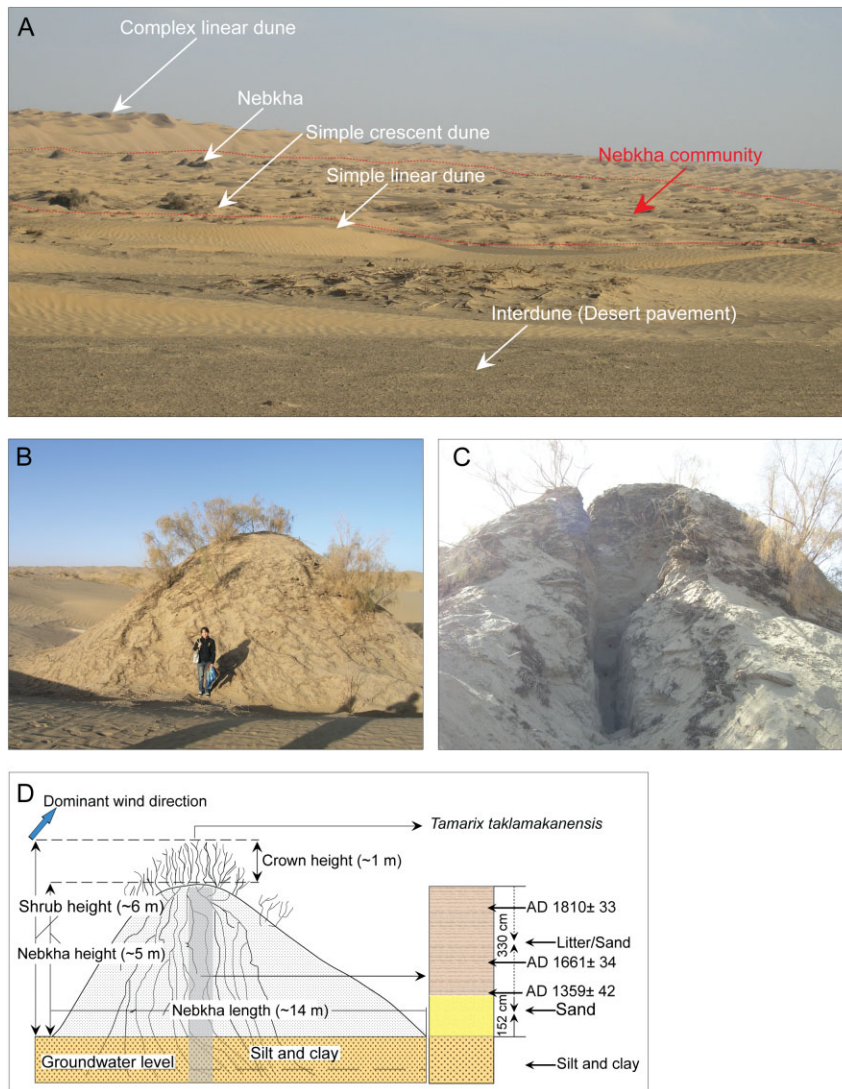 A
Complex linear dune
Nebkha
Simple crescent dune
Simple linear dune
Nebkha community
Interdune (Desert pavement)
B
C
D
Dominant wind direction
Tamarix taklamakanensis
Crown height (~1 m)
Shrub height (~6 m)
Nebkha height (~5 m)
Nebkha length (~14 m)
Groundwater level
Silt and clay
330 cm
152 cm
AD 1810± 33
Litter/Sand
AD 1661± 34
AD 1359± 42
Sand
Silt and clay